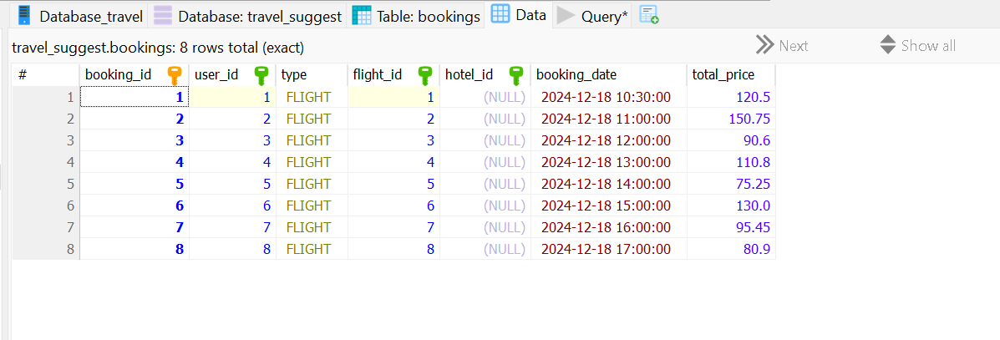 Database_travel Database: travel_suggest Table: bookings Data Query*
travel_suggest.bookings: 8 rows total (exact) Next Show all
# booking_id user_id type flight_id hotel_id booking_date total_price
1 1 1 FLIGHT 1 (NULL) 2024-12-18 10:30:00 120.5
2 2 2 FLIGHT 2 (NULL) 2024-12-18 11:00:00 150.75
3 3 3 FLIGHT 3 (NULL) 2024-12-18 12:00:00 90.6
4 4 4 FLIGHT 4 (NULL) 2024-12-18 13:00:00 110.8
5 5 5 FLIGHT 5 (NULL) 2024-12-18 14:00:00 75.25
6 6 6 FLIGHT 6 (NULL) 2024-12-18 15:00:00 130.0
7 7 7 FLIGHT 7 (NULL) 2024-12-18 16:00:00 95.45
8 8 8 FLIGHT 8 (NULL) 2024-12-18 17:00:00 80.9